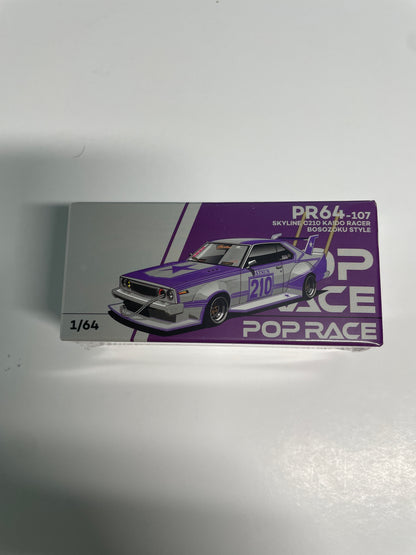 PR64-107
SKYLINE C210 KAIDO RACER
BOSOZOKU STYLE
210
POP
RACE
POP RACE
1/64